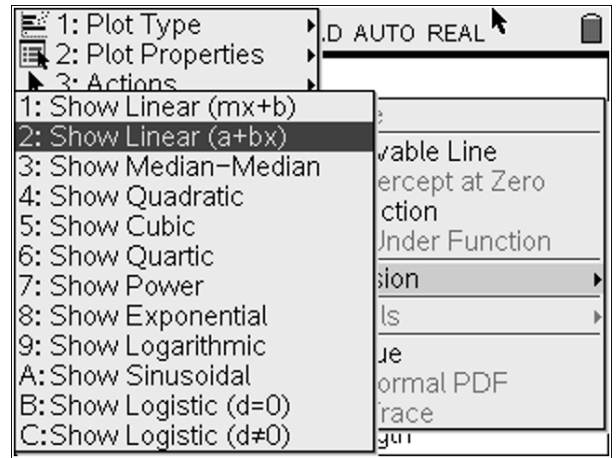 1: Plot Type
.D AUTO REAL
2: Plot Properties
3: Actions
1: Show Linear (mx+b)
2: Show Linear (a+bx)
3: Show Median-Median
4: Show Quadratic
5: Show Cubic
6: Show Quartic
7: Show Power
8: Show Exponential
9: Show Logarithmic
A: Show Sinusoidal
B: Show Logistic (d=0)
C: Show Logistic (d≠0)
vable Line
ercept at Zero
ction
Under Function
sion
ls
ue
ormal PDF
Trace